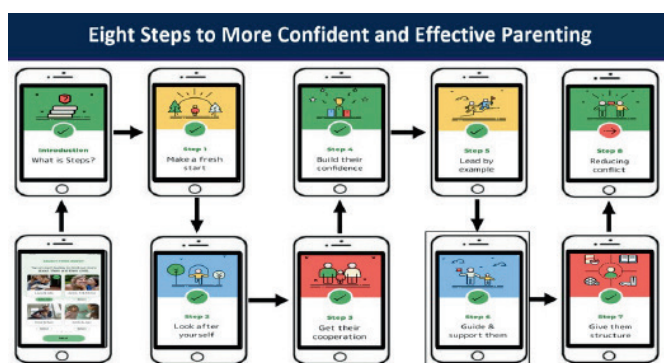 Eight Steps to More Confident and Effective Parenting
Introduction
What is Steps?
Step 1
Make a fresh
start
Step 2
Look after
yourself
Step 3
Get their
cooperation
Step 4
Build their
confidence
Step 5
Lead by
example
Step 6
Guide &
support them
Step 7
Give them
structure
Step 8
Reducing
conflict